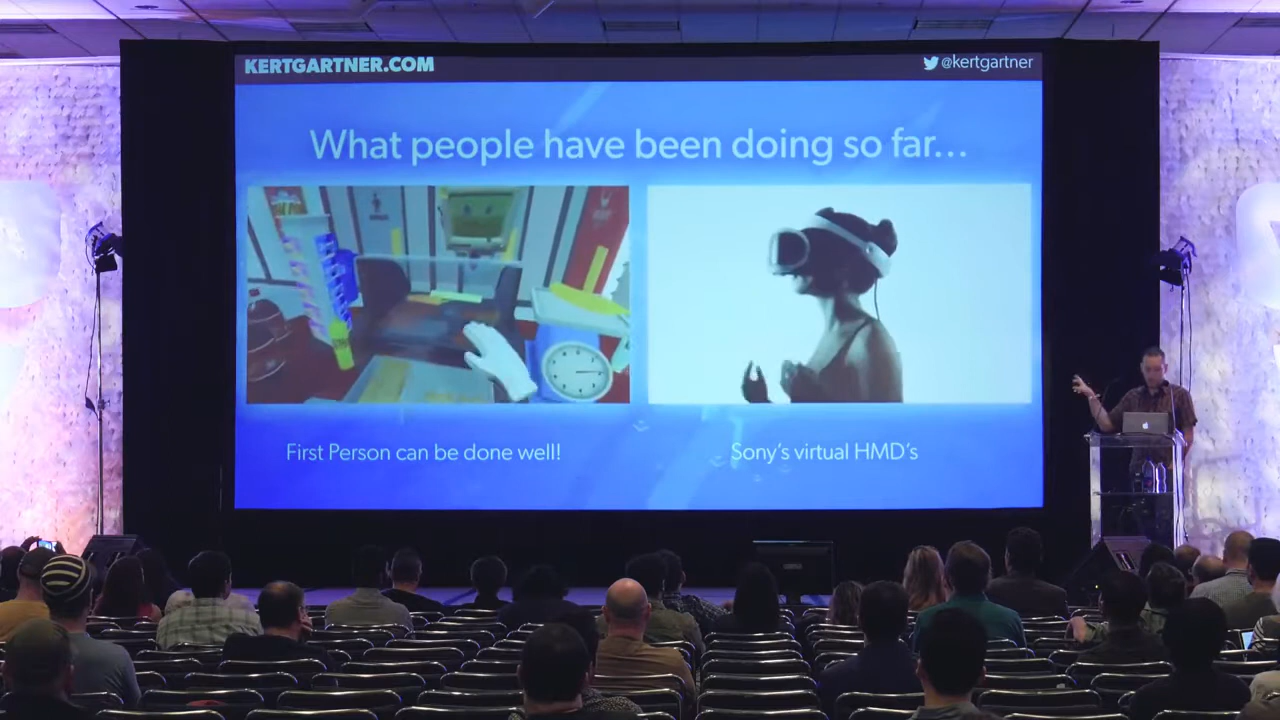 KERTGARTNER.COM
@kertgartner
What people have been doing so far...
First Person can be done well!
Sony's virtual HMD's